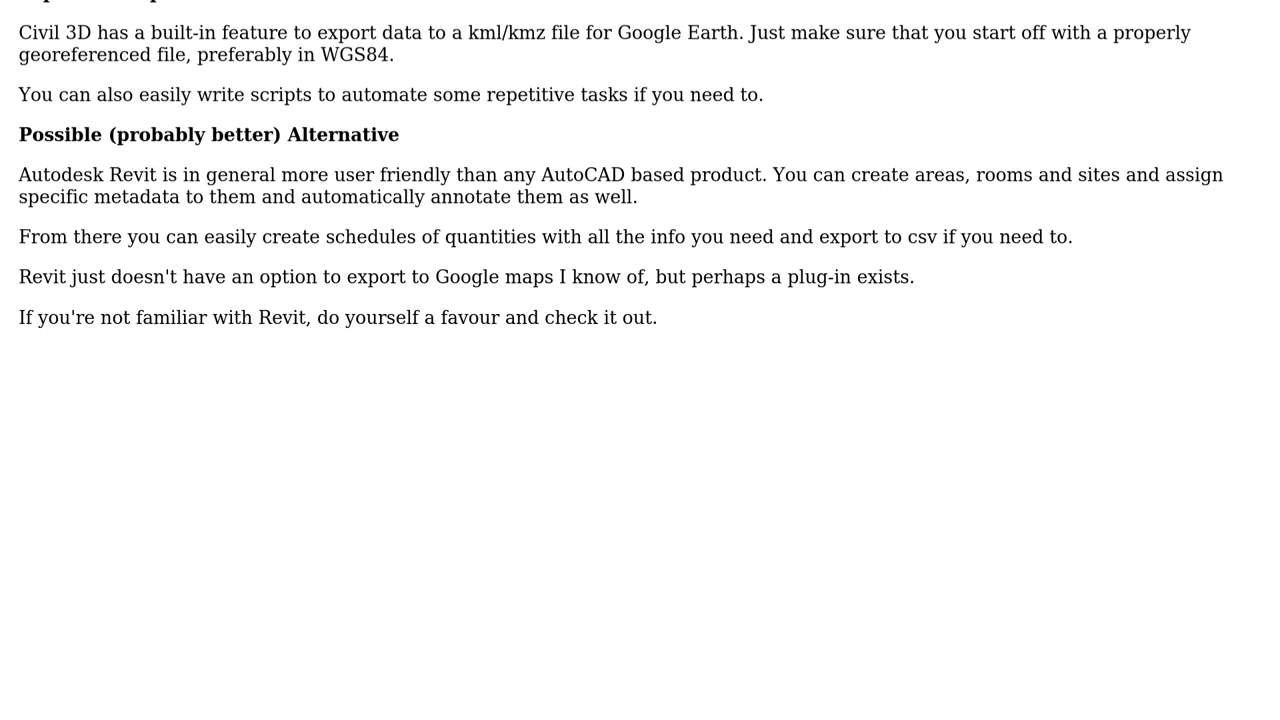 Civil 3D has a built-in feature to export data to a kml/kmz file for Google Earth. Just make sure that you start off with a properly
georeferenced file, preferably in WGS84.
You can also easily write scripts to automate some repetitive tasks if you need to.
Possible (probably better) Alternative
Autodesk Revit is in general more user friendly than any AutoCAD based product. You can create areas, rooms and sites and assign
specific metadata to them and automatically annotate them as well.
From there you can easily create schedules of quantities with all the info you need and export to csv if you need to.
Revit just doesn't have an option to export to Google maps I know of, but perhaps a plug-in exists.
If you're not familiar with Revit, do yourself a favour and check it out.